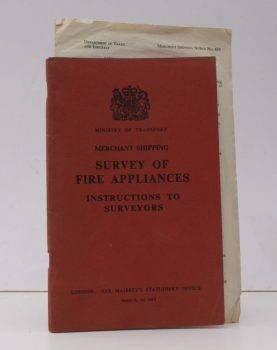 DEPARTMENT OF TRADE
AND INDUSTRY
MERCHANT SHIPPING NOTICE No.
MINISTRY OF TRANSPORT
MERCHANT SHIPPING
SURVEY OF
FIRE APPLIANCES
INSTRUCTIONS TO
SURVEYORS
LONDON: HER MAJESTY'S STATIONERY OFFICE